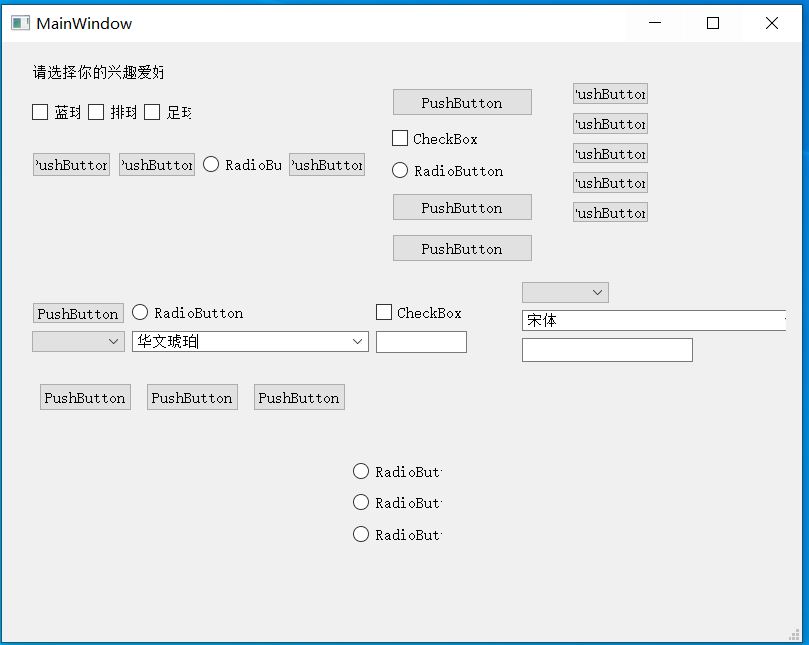 MainWindow
请选择你的兴趣爱好
蓝球 排球 足球
PushButton PushButton RadioBu PushButton
PushButton
CheckBox
RadioButton
PushButton
PushButton
PushButton
PushButton
PushButton
PushButton
PushButton
PushButton RadioButton CheckBox
华文琥珀
宋体
PushButton PushButton PushButton
RadioBut
RadioBut
RadioBut